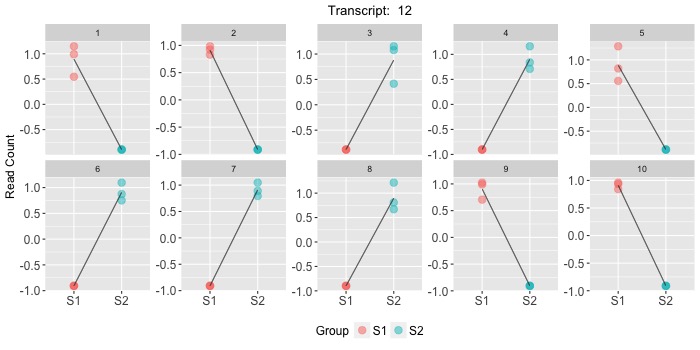 Transcript: 12
1 2 3 4 5
1.0 1.0 1.0 1.0 1.0
0.5 0.5 0.5 0.5 0.5
0.0 0.0 0.0 0.0 0.0
-0.5 -0.5 -0.5 -0.5 -0.5
-1.0 -1.0
Read Count
6 7 8 9 10
1.0 1.0 1.0 1.0 1.0
0.5 0.5 0.5 0.5 0.5
0.0 0.0 0.0 0.0 0.0
-0.5 -0.5 -0.5 -0.5 -0.5
-1.0 -1.0 -1.0 -1.0 -1.0
S1 S2 S1 S2 S1 S2 S1 S2 S1 S2
Group S1 S2